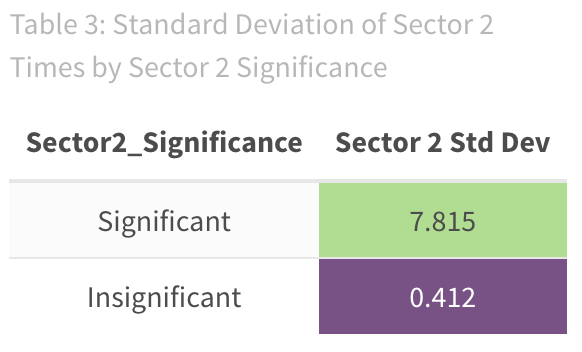 Table 3: Standard Deviation of Sector 2
Times by Sector 2 Significance
Sector2_Significance Sector 2 Std Dev
Significant 7.815
Insignificant 0.412